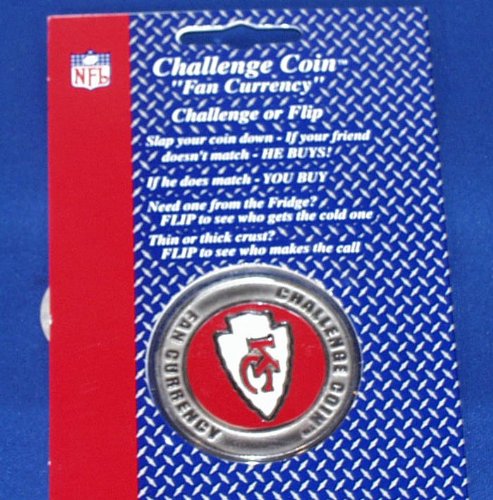 NFL
Challenge Coin™
"Fan Currency"
Challenge or Flip
Slap your coin down - If your friend
doesn't match - HE BUYS!
If he does match - YOU BUY
Need one from the Fridge?
FLIP to see who gets the cold one
Thin or thick crust?
FLIP to see who makes the call
CHALLENGE COIN™
FAN CURRENCY
KC